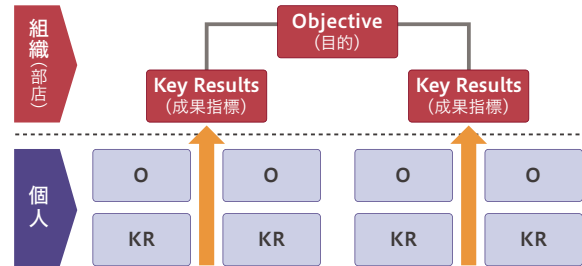 組織（部店）
Objective
（目的）
Key Results
（成果指標）
Key Results
（成果指標）
個人
O
O
O
O
KR
KR
KR
KR